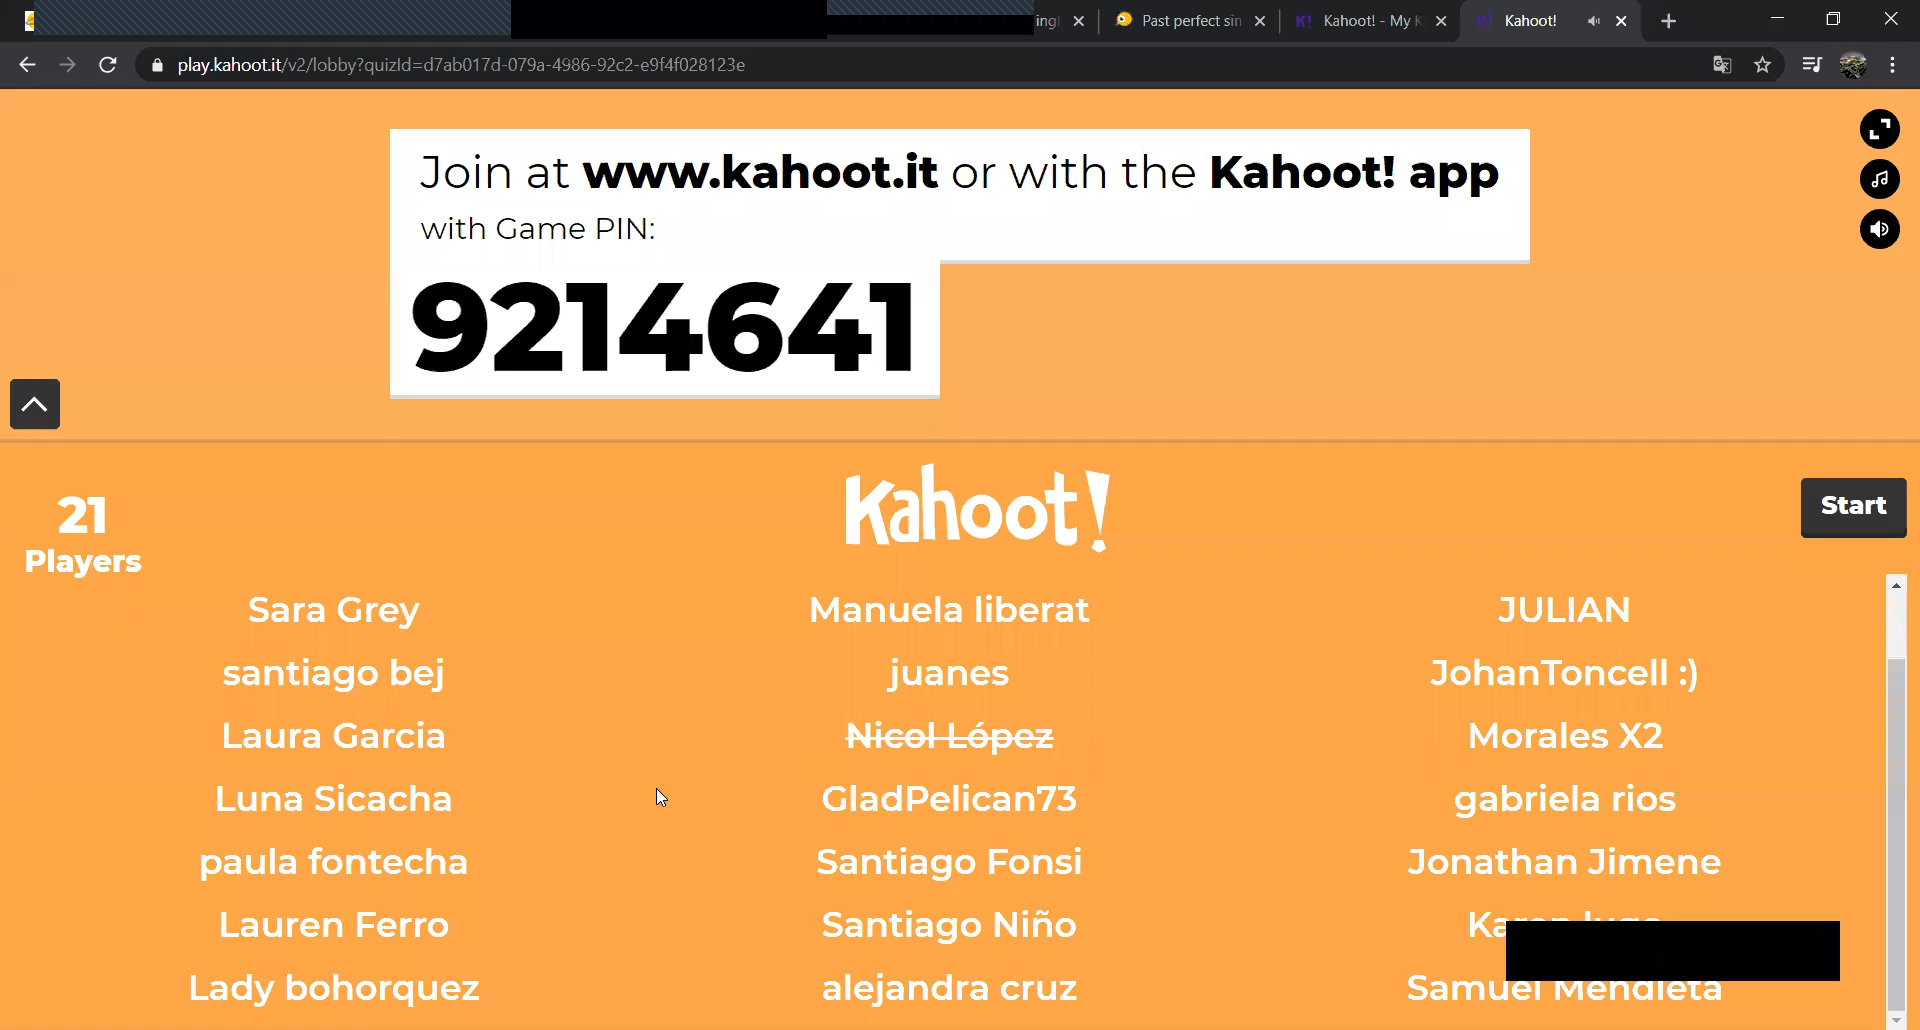 ingl
Past perfect sin
Kahoot! - My K
Kahoot!
play.kahoot.it/v2/lobby?quizId=d7ab017d-079a-4986-92c2-e9f4f028123e
Join at www.kahoot.it or with the Kahoot! app
with Game PIN:
9214641
Kahoot!
21
Players
Start
Sara Grey Manuela liberat JULIAN
santiago bej juanes JohanToncell :)
Laura Garcia Nicol López Morales X2
Luna Sicacha GladPelican73 gabriela rios
paula fontecha Santiago Fonsi Jonathan Jimene
Lauren Ferro Santiago Niño
Lady bohorquez alejandra cruz Samuel Mendieta